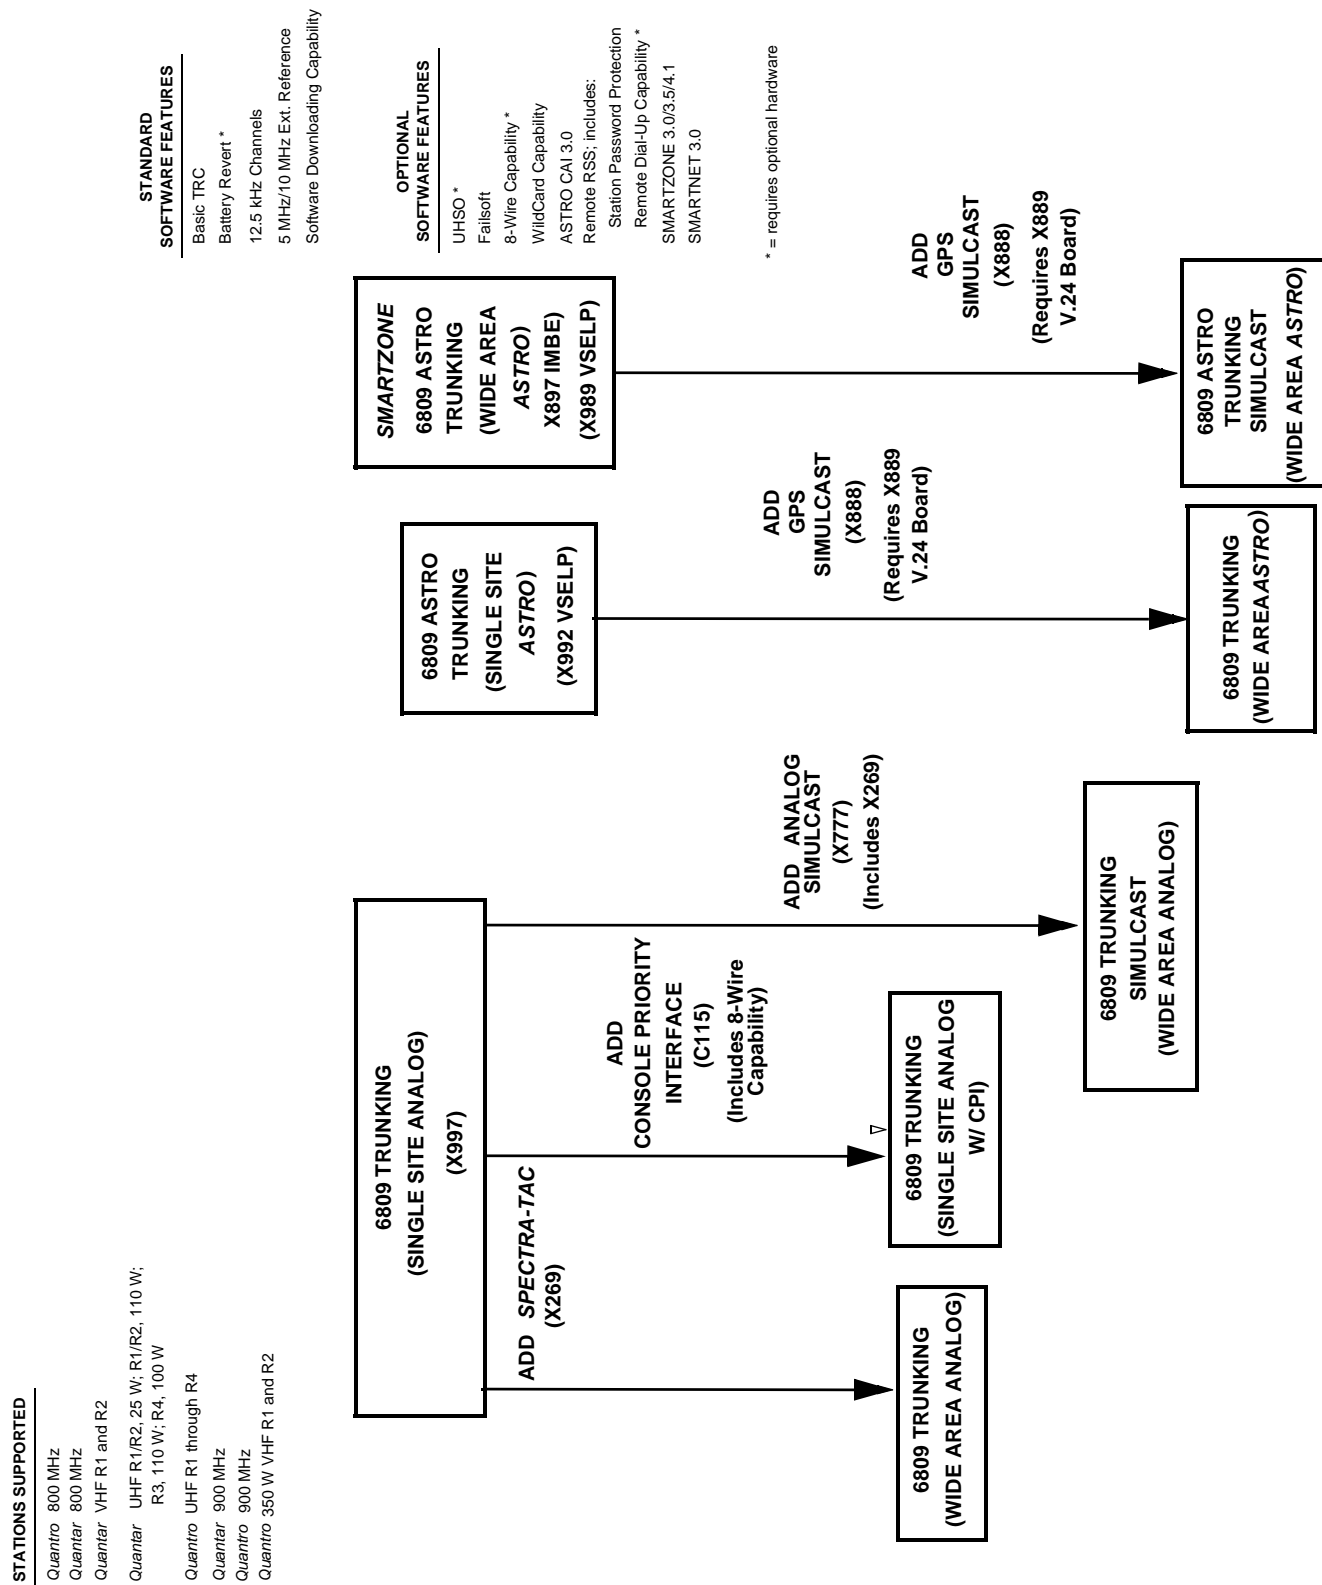 STATIONS SUPPORTED
Quantro 800 MHz
Quantar 800 MHz
Quantar VHF R1 and R2
Quantar UHF R1/R2, 25 W; R1/R2, 110 W;
R3, 110 W; R4, 100 W
Quantro UHF R1 through R4
Quantar 900 MHz
Quantro 900 MHz
Quantro 350 W VHF R1 and R2
STANDARD
SOFTWARE FEATURES
Basic TRC
Battery Revert *
12.5 kHz Channels
5 MHz/10 MHz Ext. Reference
Software Downloading Capability
OPTIONAL
SOFTWARE FEATURES
UHSO *
Failsoft
8-Wire Capability *
WildCard Capability
ASTRO CAI 3.0
Remote RSS; includes:
Station Password Protection
Remote Dial-Up Capability *
SMARTZONE 3.0/3.5/4.1
SMARTNET 3.0
* = requires optional hardware
6809 TRUNKING
(SINGLE SITE ANALOG)
(X997)
6809 ASTRO
TRUNKING
(SINGLE SITE
ASTRO)
(X992 VSELP)
SMARTZONE
6809 ASTRO
TRUNKING
(WIDE AREA
ASTRO)
X897 IMBE)
(X989 VSELP)
ADD SPECTRA-TAC
(X269)
ADD
CONSOLE PRIORITY
INTERFACE
(C115)
(Includes 8-Wire
Capability)
ADD ANALOG
SIMULCAST
(X777)
(Includes X269)
ADD
GPS
SIMULCAST
(X888)
(Requires X889
V.24 Board)
ADD
GPS
SIMULCAST
(X888)
(Requires X889
V.24 Board)
6809 TRUNKING
(WIDE AREA ANALOG)
6809 TRUNKING
(SINGLE SITE ANALOG
W/ CPI)
6809 TRUNKING
SIMULCAST
(WIDE AREA ANALOG)
6809 TRUNKING
(WIDE AREA ASTRO)
6809 ASTRO
TRUNKING
SIMULCAST
(WIDE AREA ASTRO)